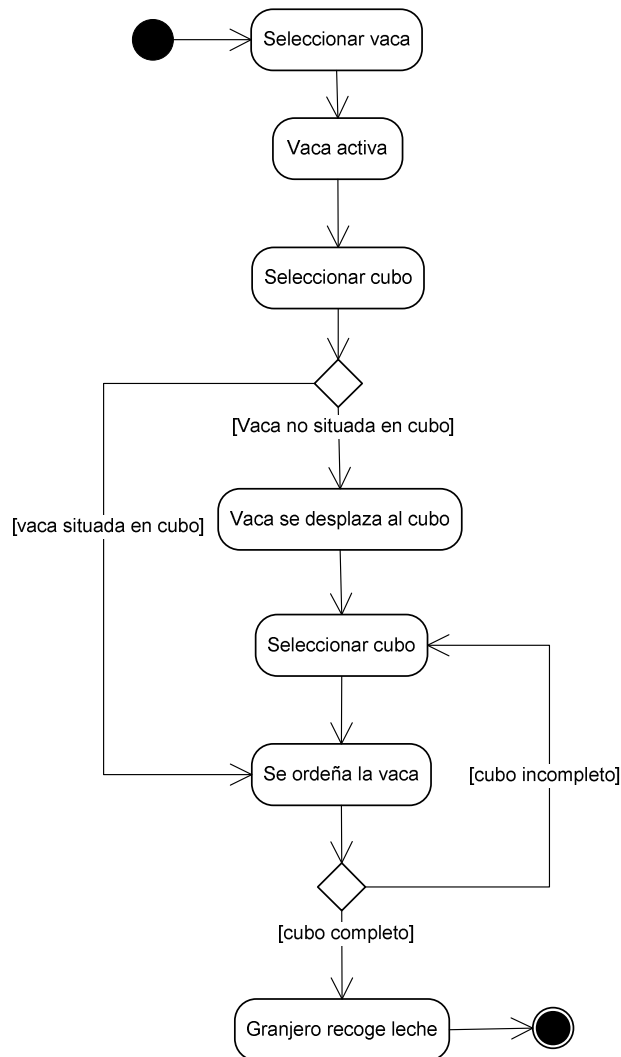 Seleccionar vaca
Vaca activa
Seleccionar cubo
[Vaca no situada en cubo]
Vaca se desplaza al cubo
[vaca situada en cubo]
Seleccionar cubo
Se ordeña la vaca
[cubo incompleto]
[cubo completo]
Granjero recoge leche